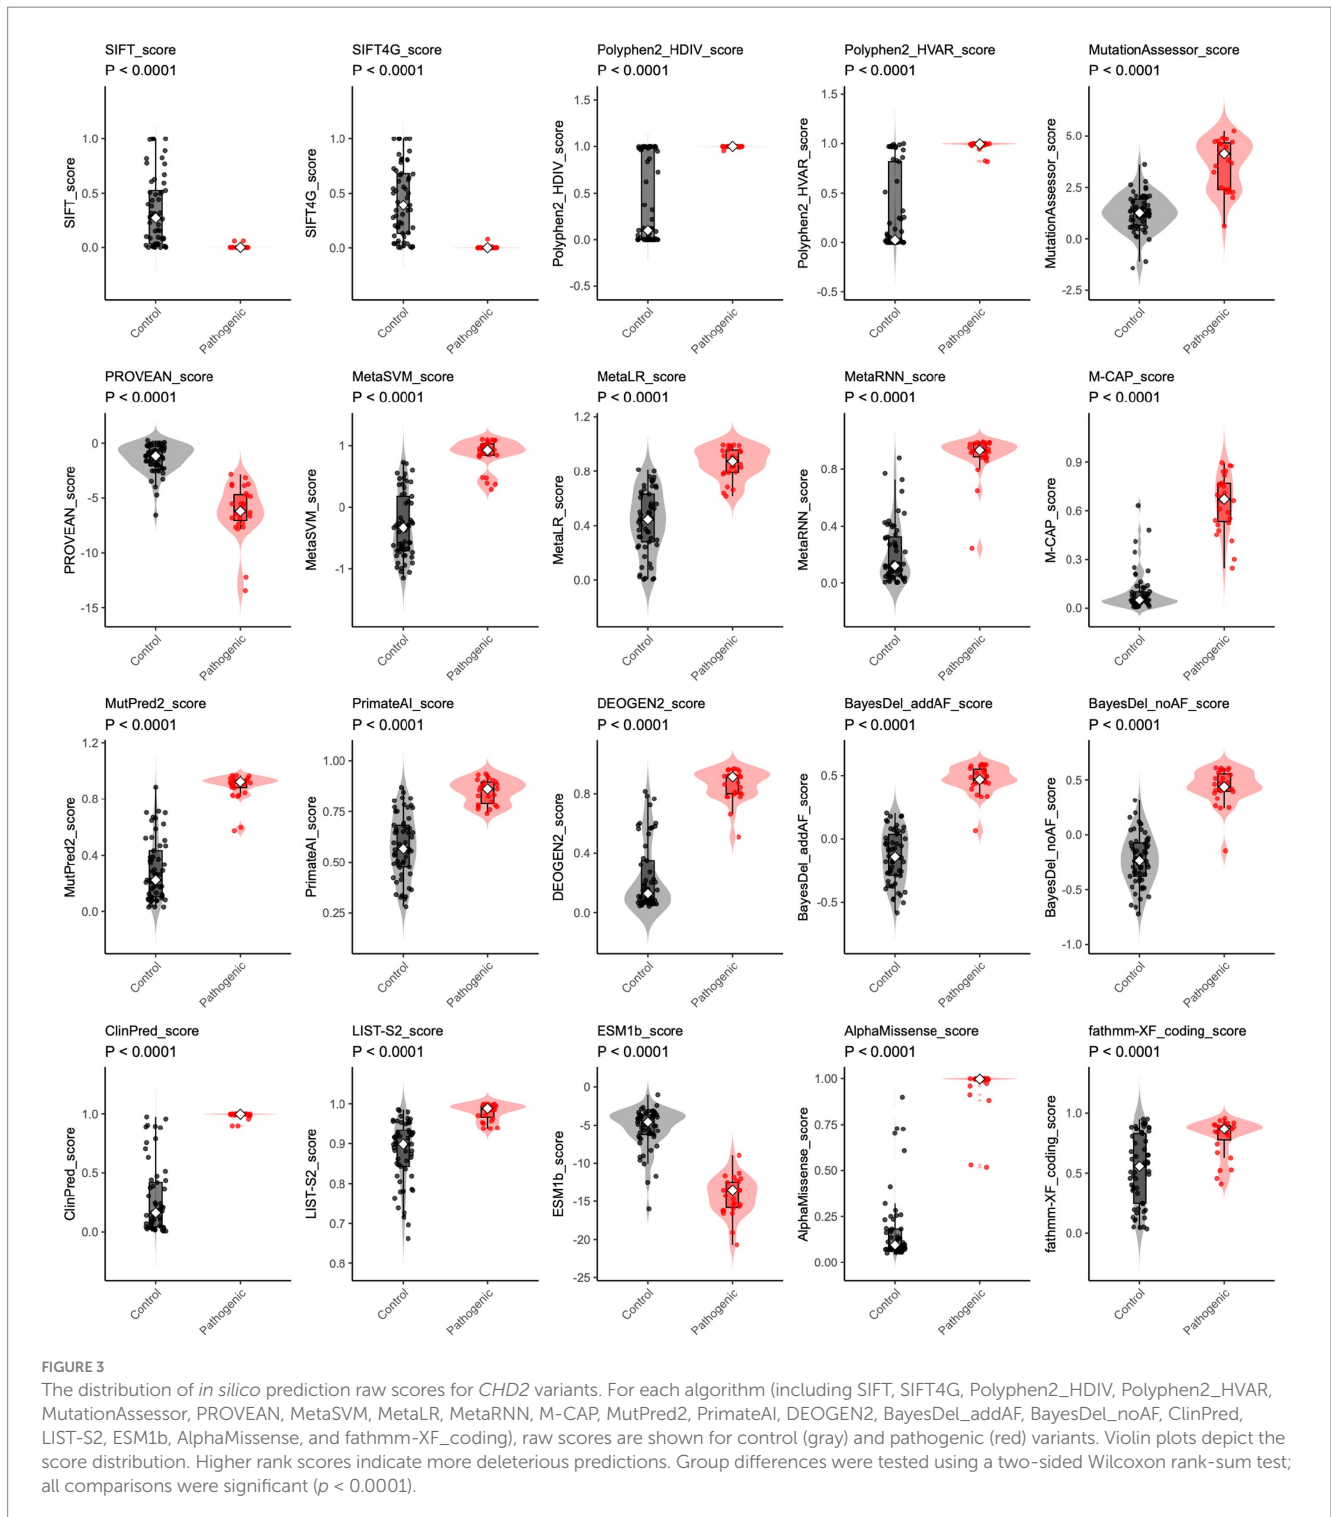 SIFT_score
P < 0.0001
SIFT_score
1.0
0.5
0.0
Control
Pathogenic
SIFT4G_score
P < 0.0001
SIFT4G_score
1.0
0.5
0.0
Control
Pathogenic
Polyphen2_HDIV_score
P < 0.0001
Polyphen2_HDIV_score
1.5
1.0
0.5
0.0
-0.5
Control
Pathogenic
Polyphen2_HVAR_score
P < 0.0001
Polyphen2_HVAR_score
1.5
1.0
0.5
0.0
-0.5
Control
Pathogenic
MutationAssessor_score
P < 0.0001
MutationAssessor_score
5.0
2.5
0.0
-2.5
Control
Pathogenic
PROVEAN_score
P < 0.0001
PROVEAN_score
0
-5
-10
-15
Control
Pathogenic
MetaSVM_score
P < 0.0001
MetaSVM_score
1
0
-1
Control
Pathogenic
MetaLR_score
P < 0.0001
MetaLR_score
1.2
0.8
0.4
0.0
Control
Pathogenic
MetaRNN_score
P < 0.0001
MetaRNN_score
0.8
0.4
0.0
Control
Pathogenic
M-CAP_score
P < 0.0001
M-CAP_score
0.9
0.6
0.3
0.0
Control
Pathogenic
MutPred2_score
P < 0.0001
MutPred2_score
1.2
0.8
0.4
0.0
Control
Pathogenic
PrimateAI_score
P < 0.0001
PrimateAI_score
1.00
0.75
0.50
0.25
Control
Pathogenic
DEOGEN2_score
P < 0.0001
DEOGEN2_score
0.8
0.4
0.0
Control
Pathogenic
BayesDel_addAF_score
P < 0.0001
BayesDel_addAF_score
0.5
0.0
-0.5
Control
Pathogenic
BayesDel_noAF_score
P < 0.0001
BayesDel_noAF_score
0.5
0.0
-0.5
-1.0
Control
Pathogenic
ClinPred_score
P < 0.0001
ClinPred_score
1.0
0.5
0.0
Control
Pathogenic
LIST-S2_score
P < 0.0001
LIST-S2_score
1.0
0.9
0.8
0.7
0.6
Control
Pathogenic
ESM1b_score
P < 0.0001
ESM1b_score
0
-5
-10
-15
-20
-25
Control
Pathogenic
AlphaMissense_score
P < 0.0001
AlphaMissense_score
1.00
0.75
0.50
0.25
0.00
Control
Pathogenic
fathmm-XF_coding_score
P < 0.0001
fathmm-XF_coding_score
1.0
0.5
0.0
Control
Pathogenic
FIGURE 3
The distribution of in silico prediction raw scores for CHD2 variants. For each algorithm (including SIFT, SIFT4G, Polyphen2_HDIV, Polyphen2_HVAR,
MutationAssessor, PROVEAN, MetaSVM, MetaLR, MetaRNN, M-CAP, MutPred2, PrimateAI, DEOGEN2, BayesDel_addAF, BayesDel_noAF, ClinPred,
LIST-S2, ESM1b, AlphaMissense, and fathmm-XF_coding), raw scores are shown for control (gray) and pathogenic (red) variants. Violin plots depict the
score distribution. Higher rank scores indicate more deleterious predictions. Group differences were tested using a two-sided Wilcoxon rank-sum test;
all comparisons were significant (p < 0.0001).